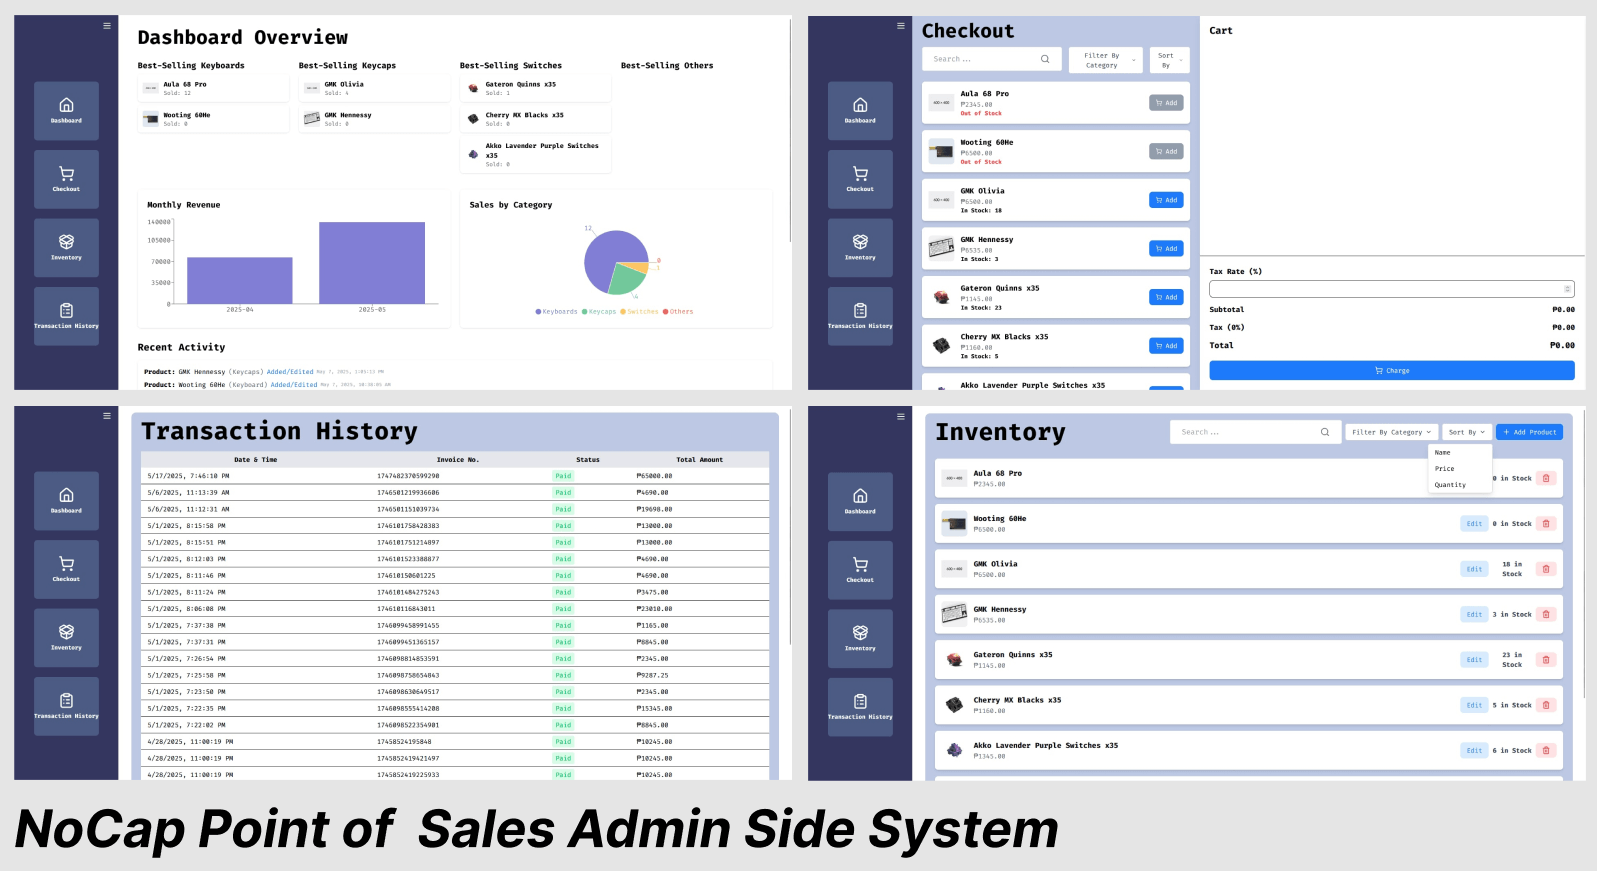 Dashboard Overview
Best-Selling Keyboards
Best-Selling Keycaps
Best-Selling Switches
Best-Selling Others
Aula 68 Pro
Sold: 12
Wooting 60He
Sold: 0
GMK Olivia
Sold: 4
GMK Hennessy
Sold: 0
Gateron Quinns x35
Sold: 1
Cherry MX Blacks x35
Sold: 0
Akko Lavender Purple Switches
x35
Sold: 0
Dashboard
Checkout
Inventory
Transaction History
Monthly Revenue
140000
105000
70000
35000
0
2025-04
2025-05
Sales by Category
12
0
1
4
Keyboards
Keycaps
Switches
Others
Recent Activity
Product: GMK Hennessy (Keycaps) Added/Edited May 7, 2025, 1:01:13 PM
Product: Wooting 60He (Keyboard) Added/Edited May 7, 2025, 10:36:05 AM
Dashboard
Checkout
Inventory
Transaction History
Checkout
Search ...
Filter By
Category
Sort
By
Aula 68 Pro
₱2345.00
Out of Stock
Add
Wooting 60He
₱6500.00
Out of Stock
Add
GMK Olivia
₱6500.00
In Stock: 18
Add
GMK Hennessy
₱6535.00
In Stock: 3
Add
Gateron Quinns x35
₱1145.00
In Stock: 23
Add
Cherry MX Blacks x35
₱1160.00
In Stock: 5
Add
Akko Lavender Purple Switches x35
Cart
Tax Rate (%)
Subtotal ₱0.00
Tax (0%) ₱0.00
Total ₱0.00
Charge
Dashboard
Checkout
Inventory
Transaction History
Transaction History
Date & Time Invoice No. Status Total Amount
5/17/2025, 7:46:10 PM 1747482370599290 Paid ₱65000.00
5/6/2025, 11:13:39 AM 1746501219936606 Paid ₱4690.00
5/6/2025, 11:12:31 AM 1746501151039734 Paid ₱19698.00
5/1/2025, 8:15:58 PM 1746101758428383 Paid ₱13000.00
5/1/2025, 8:15:51 PM 1746101751214897 Paid ₱13000.00
5/1/2025, 8:12:03 PM 1746101523388877 Paid ₱4690.00
5/1/2025, 8:11:46 PM 174610150601225 Paid ₱4690.00
5/1/2025, 8:11:24 PM 1746101484275243 Paid ₱3475.00
5/1/2025, 8:06:08 PM 174610116843011 Paid ₱23010.00
5/1/2025, 7:37:38 PM 1746099458991455 Paid ₱1165.00
5/1/2025, 7:37:31 PM 1746099451365157 Paid ₱8845.00
5/1/2025, 7:26:54 PM 1746098814853591 Paid ₱2345.00
5/1/2025, 7:25:58 PM 1746098758654843 Paid ₱9287.25
5/1/2025, 7:23:50 PM 1746098630649517 Paid ₱2345.00
5/1/2025, 7:22:35 PM 1746098555414208 Paid ₱15345.00
5/1/2025, 7:22:02 PM 1746098522354901 Paid ₱8845.00
4/28/2025, 11:00:19 PM 17458524195848 Paid ₱10245.00
4/28/2025, 11:00:19 PM 1745852419421497 Paid ₱10245.00
4/28/2025, 11:00:19 PM 1745852419225933 Paid ₱10245.00
Dashboard
Checkout
Inventory
Transaction History
Inventory
Search ...
Filter By Category
Sort By
+ Add Product
Name
Price
Quantity
Aula 68 Pro
₱2345.00
0 in Stock
Wooting 60He
₱6500.00
Edit
0 in Stock
GMK Olivia
₱6500.00
Edit
18 in
Stock
GMK Hennessy
₱6535.00
Edit
3 in Stock
Gateron Quinns x35
₱1145.00
Edit
23 in
Stock
Cherry MX Blacks x35
₱1160.00
Edit
5 in Stock
Akko Lavender Purple Switches x35
₱1345.00
Edit
6 in Stock
NoCap Point of Sales Admin Side System